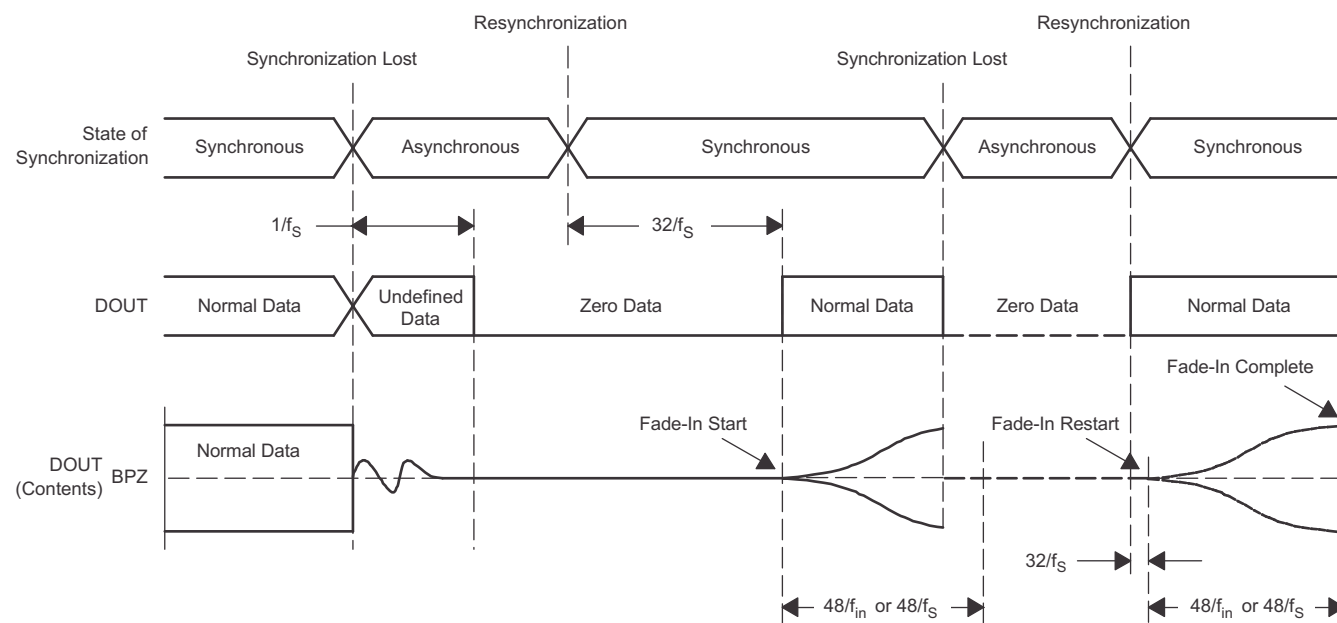 Resynchronization
Resynchronization
Synchronization Lost
Synchronization Lost
State of
Synchronization
Synchronous
Asynchronous
Synchronous
Asynchronous
Synchronous
1/fS
32/fS
DOUT
Normal Data
Undefined
Data
Zero Data
Normal Data
Zero Data
Normal Data
Fade-In Complete
Fade-In Start
Fade-In Restart
Normal Data
DOUT
(Contents)
BPZ
32/fS
48/fin or 48/fS
48/fin or 48/fS